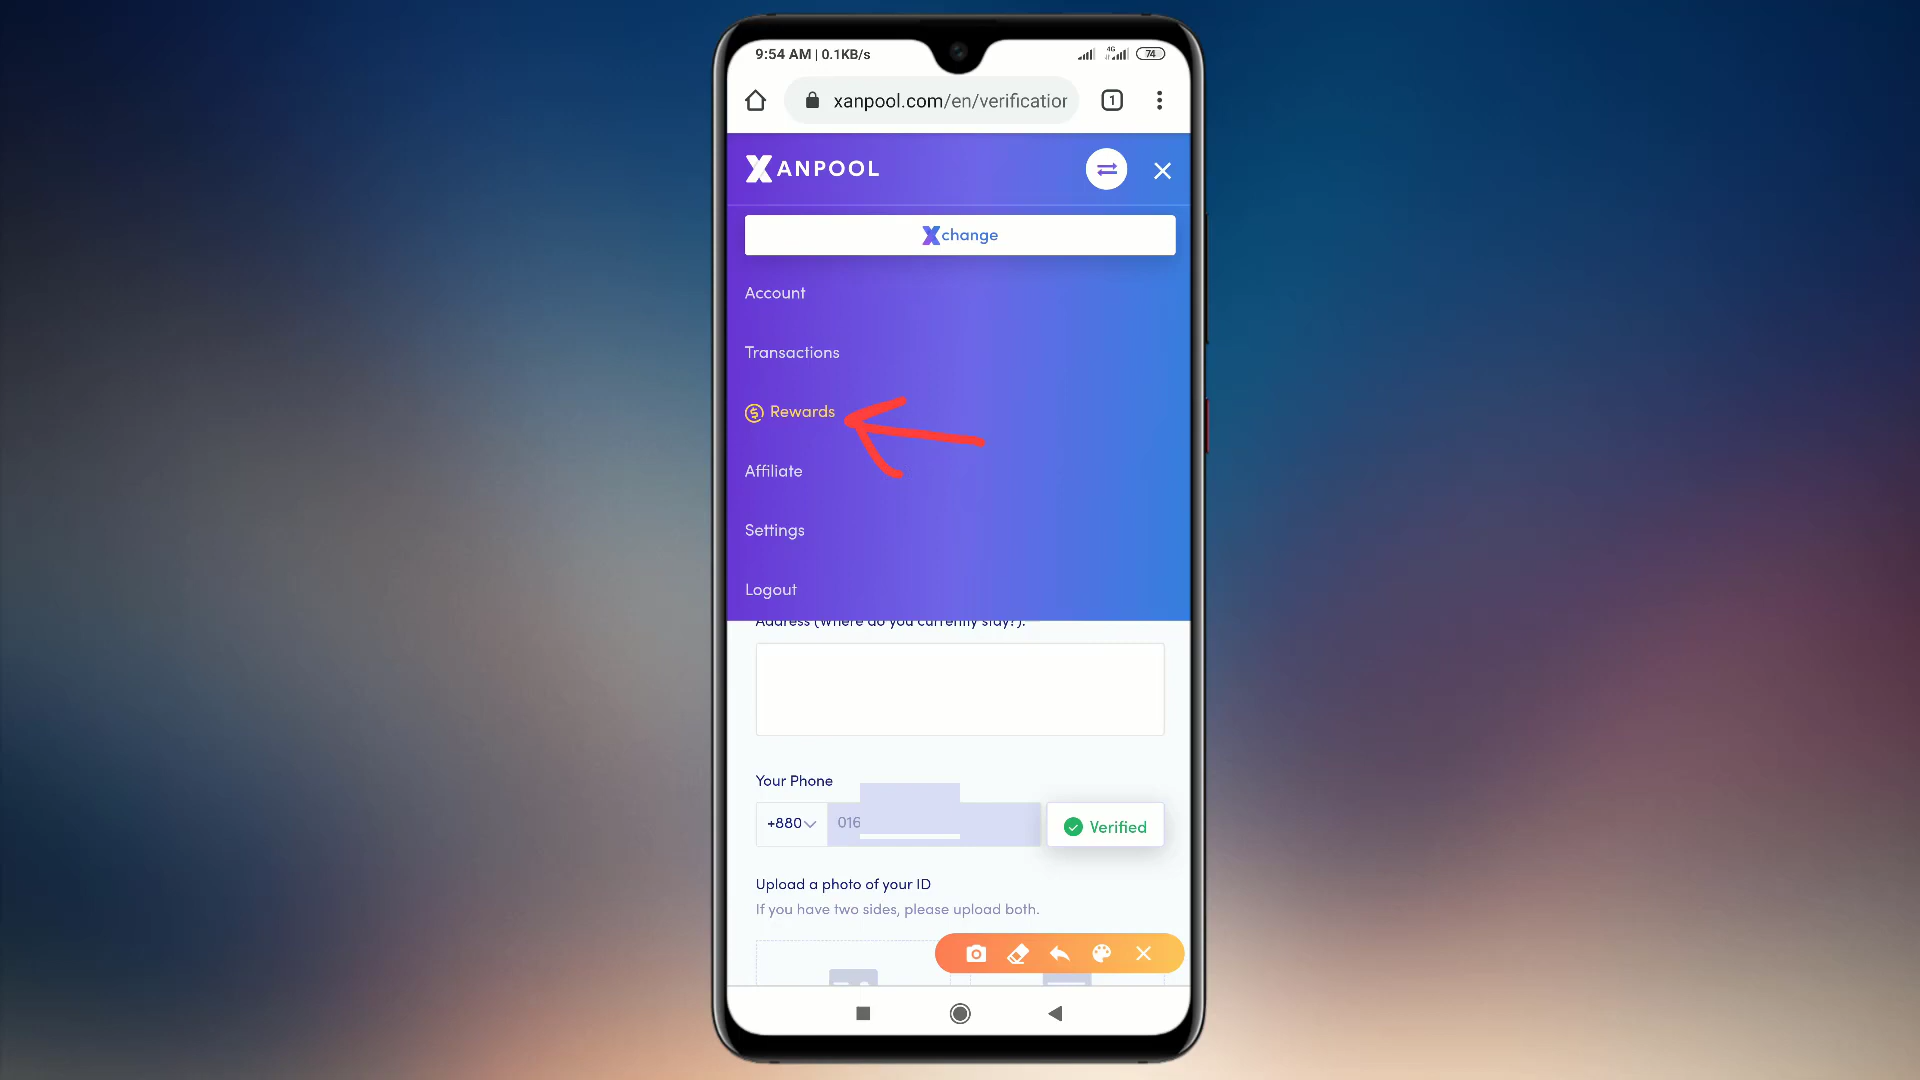 9:54 AM | 0.1KB/s
4G
74
xanpool.com/en/verification
1
XANPOOL
Xchange
Account
Transactions
Rewards
Affiliate
Settings
Logout
Address (Where do you currently stay?):
Your Phone
+880
016
Verified
Upload a photo of your ID
If you have two sides, please upload both.